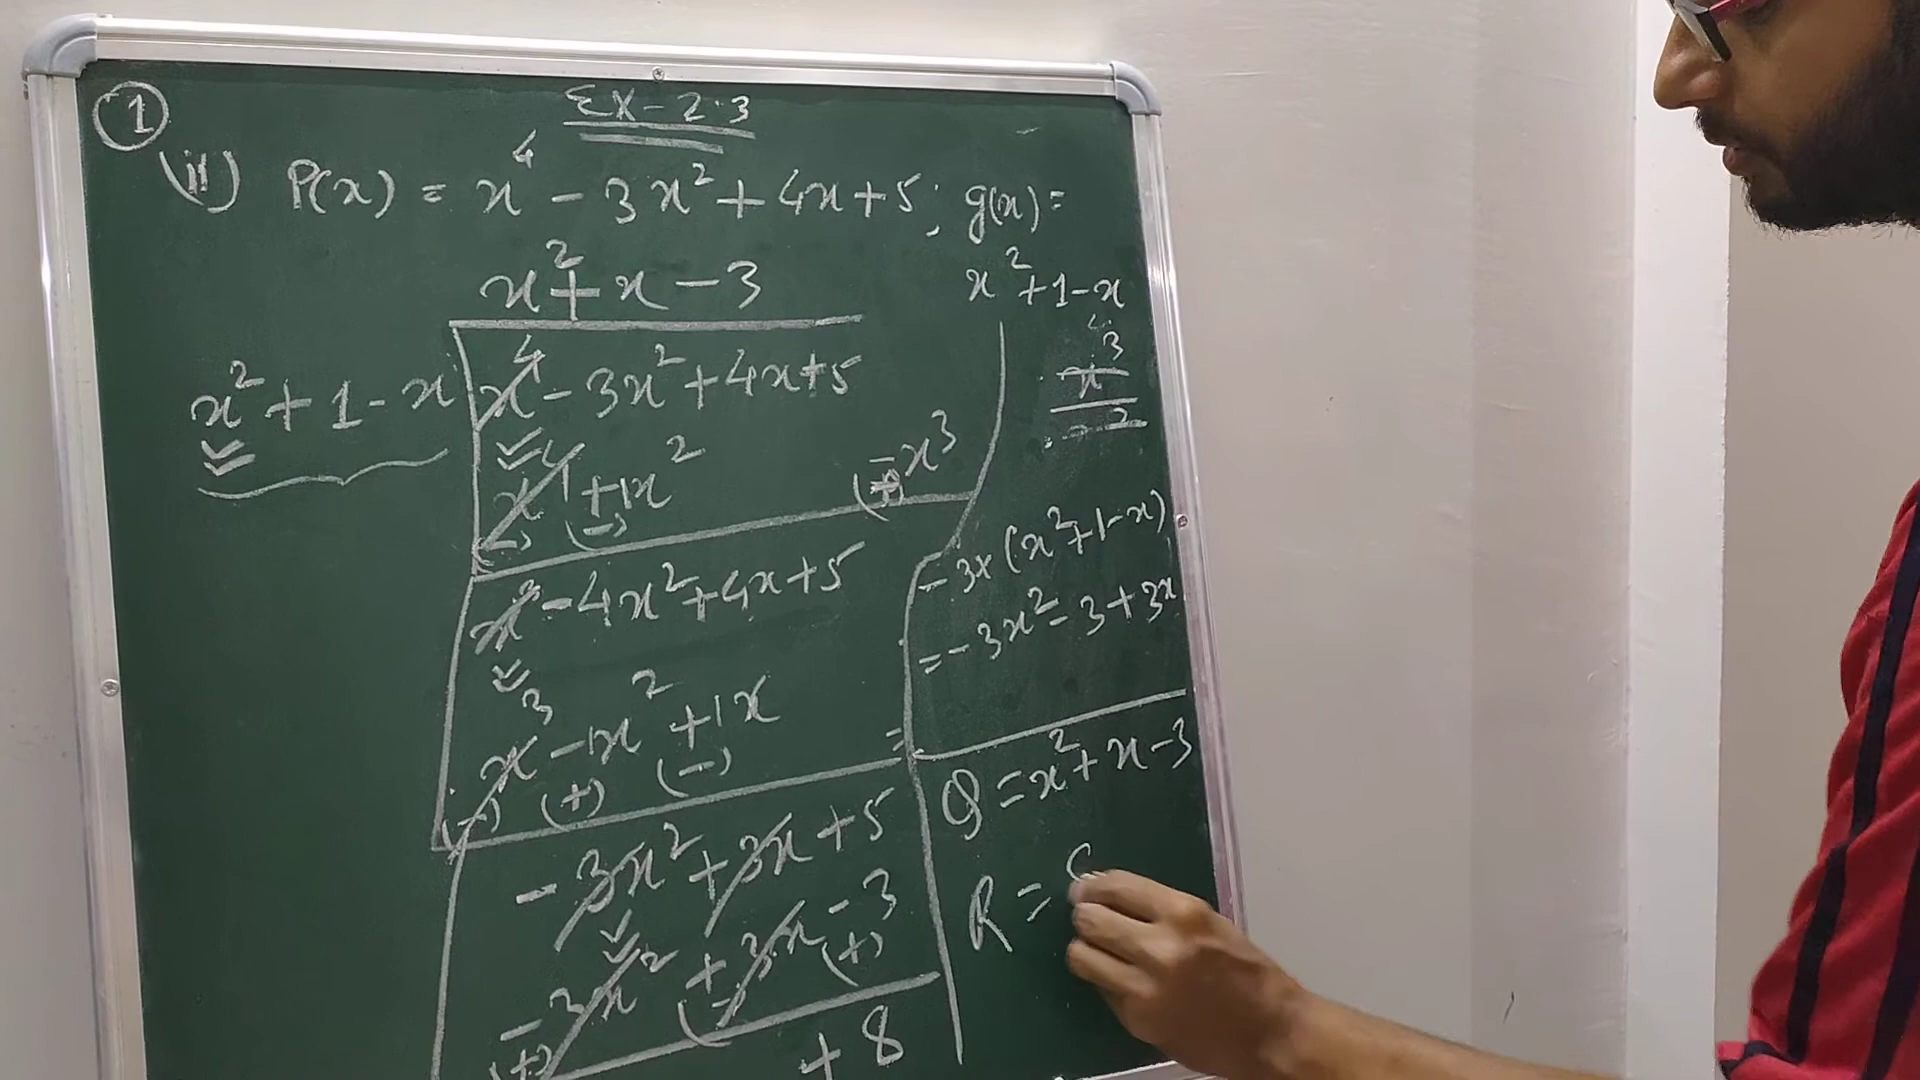 ① Ex-2.3
(ii) P(x) = x⁴ - 3x² + 4x + 5 ; g(x) =
x² + 1 - x
x² + x - 3
x² + 1 - x
x⁴ - 3x² + 4x + 5
x⁴ + 1x² - x³
(-) (-) (+)
x³ - 4x² + 4x + 5
x³ - 1x² + 1x
(-) (+) (-)
- 3x² + 3x + 5
- 3x² + 3x - 3
(+) (-) (+)
+ 8
x³
x
- 3 x (x² + 1 - x)
= - 3x² - 3 + 3x
Q = x² + x - 3
R =